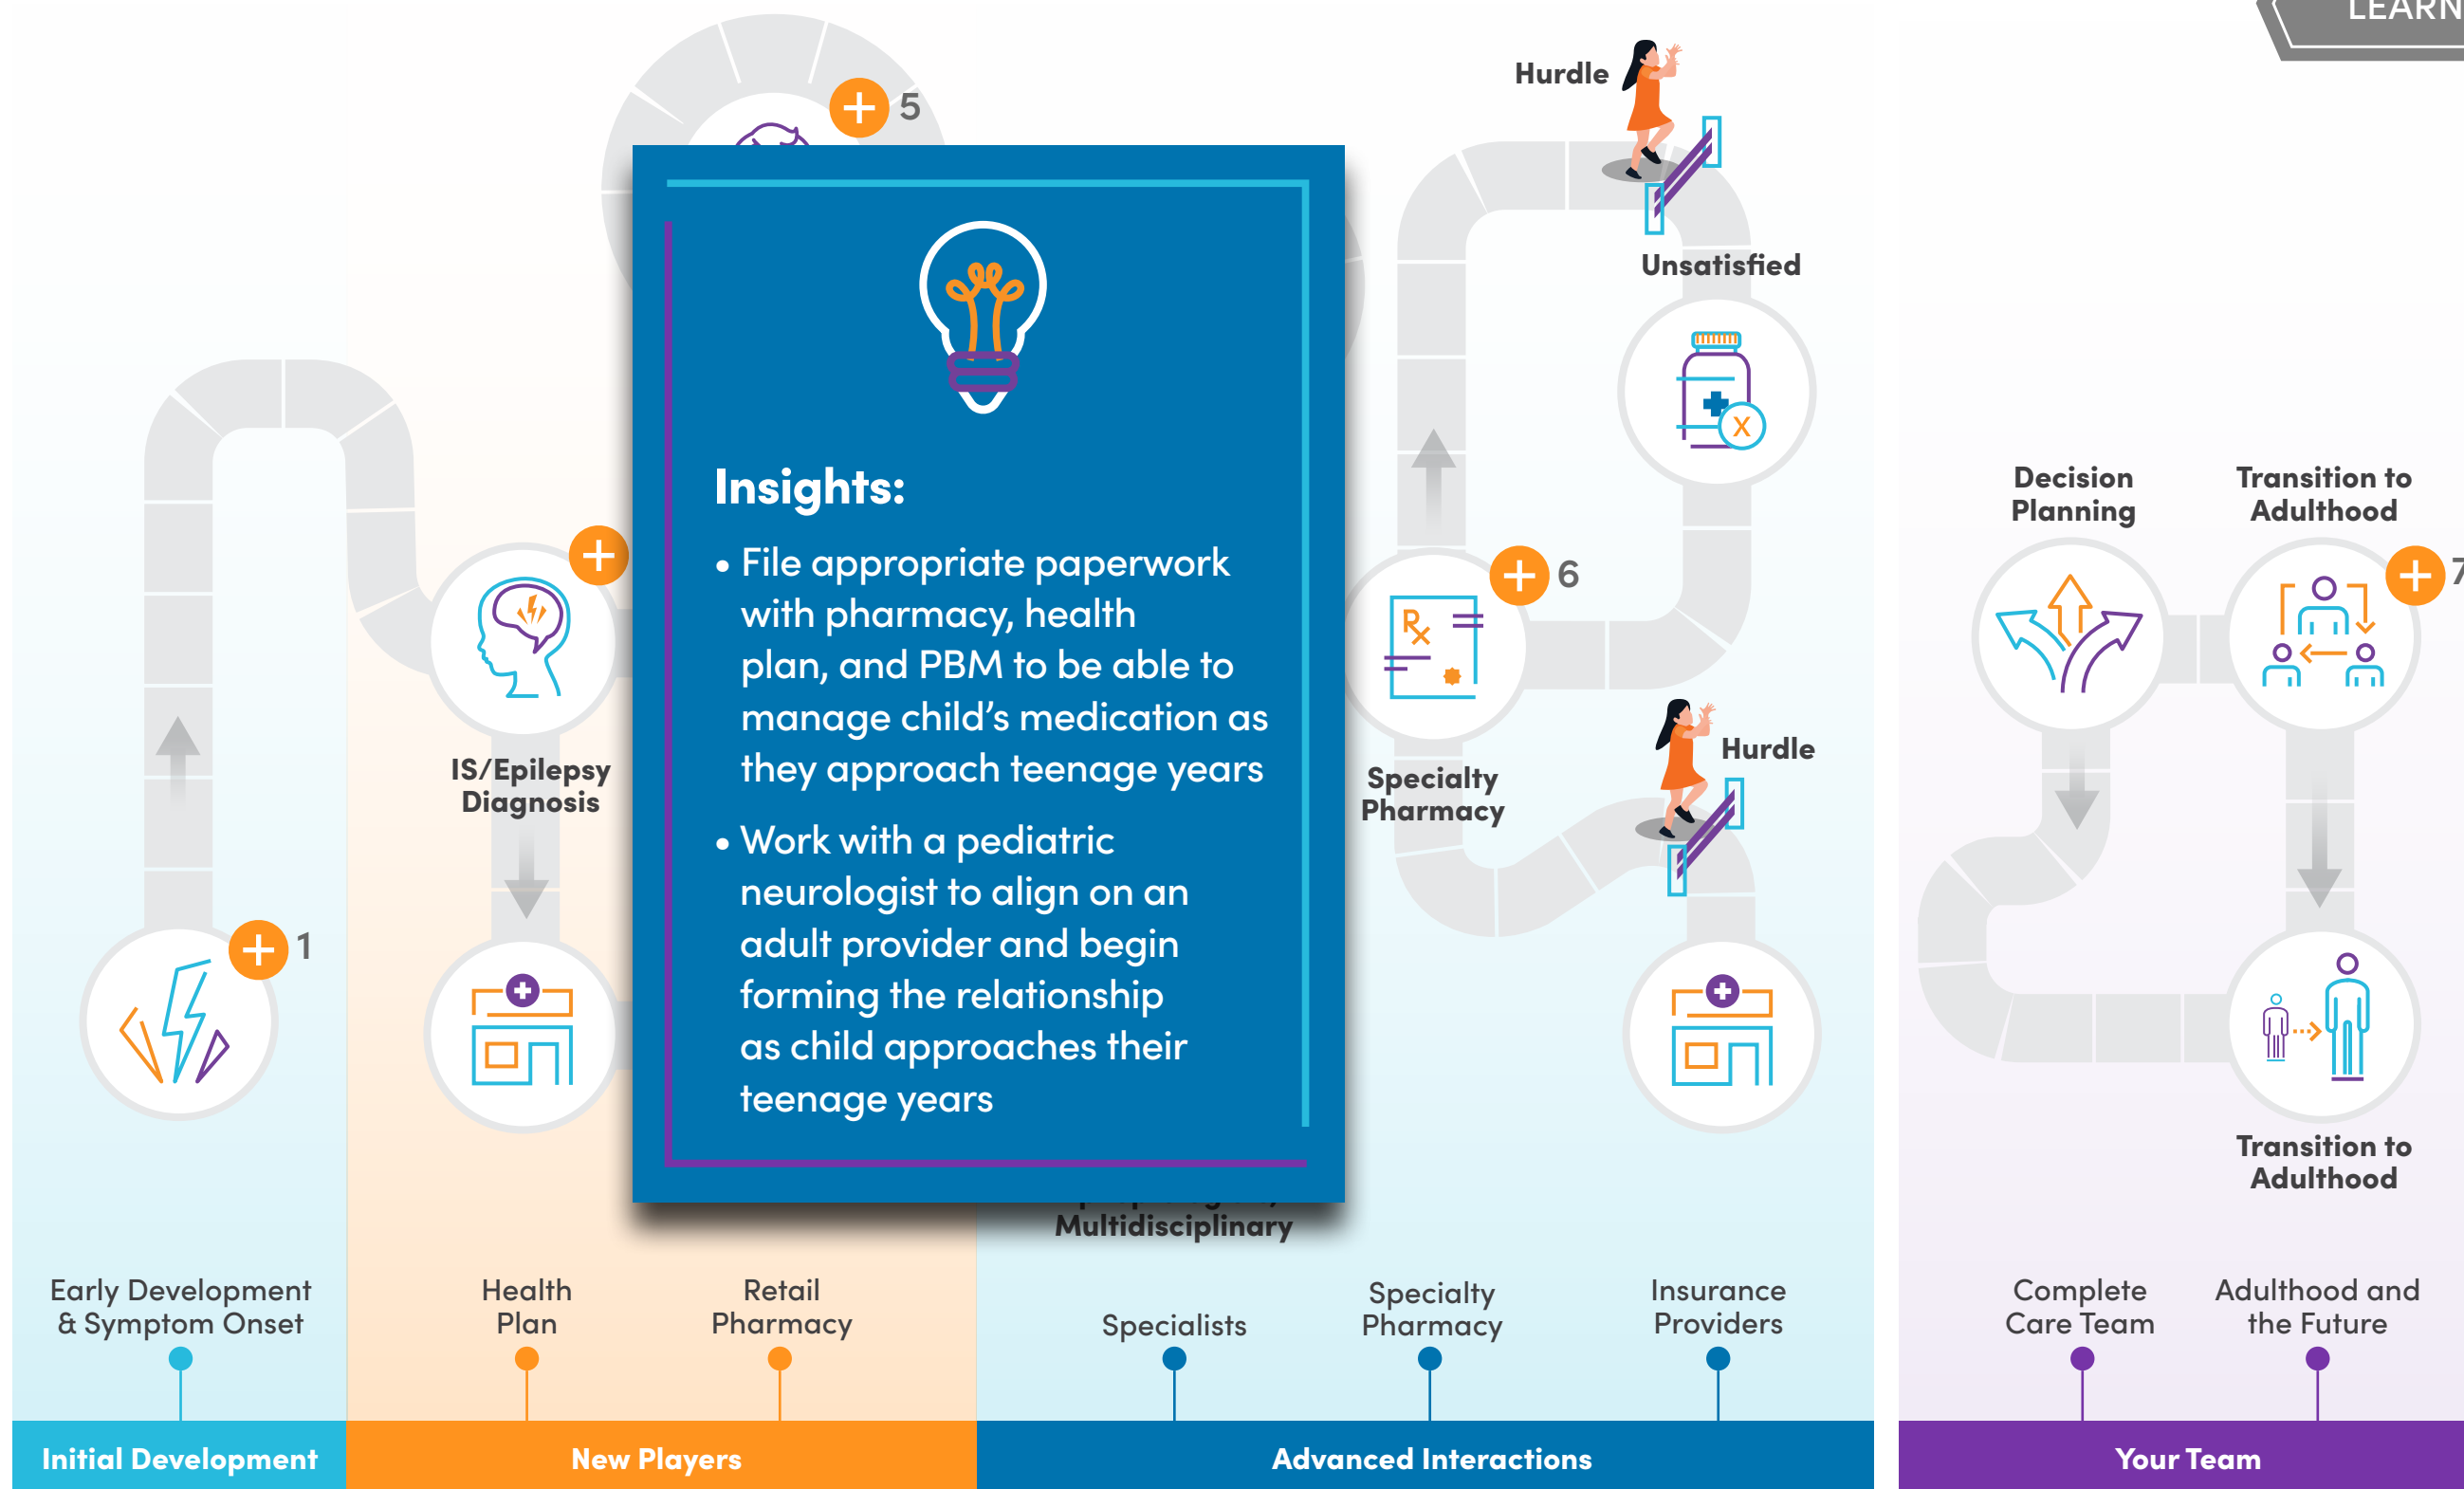 LEARN
Hurdle
5
Unsatisfied
X
Insights:
• File appropriate paperwork
with pharmacy, health
plan, and PBM to be able to
manage child's medication as
they approach teenage years
• Work with a pediatric
neurologist to align on an
adult provider and begin
forming the relationship
as child approaches their
teenage years
Decision
Planning
Transition to
Adulthood
7
6
Rx
IS/Epilepsy
Diagnosis
Specialty
Pharmacy
Hurdle
1
Transition to
Adulthood
Multidisciplinary
Early Development
& Symptom Onset
Health
Plan
Retail
Pharmacy
Specialists
Specialty
Pharmacy
Insurance
Providers
Complete
Care Team
Adulthood and
the Future
Initial Development
New Players
Advanced Interactions
Your Team